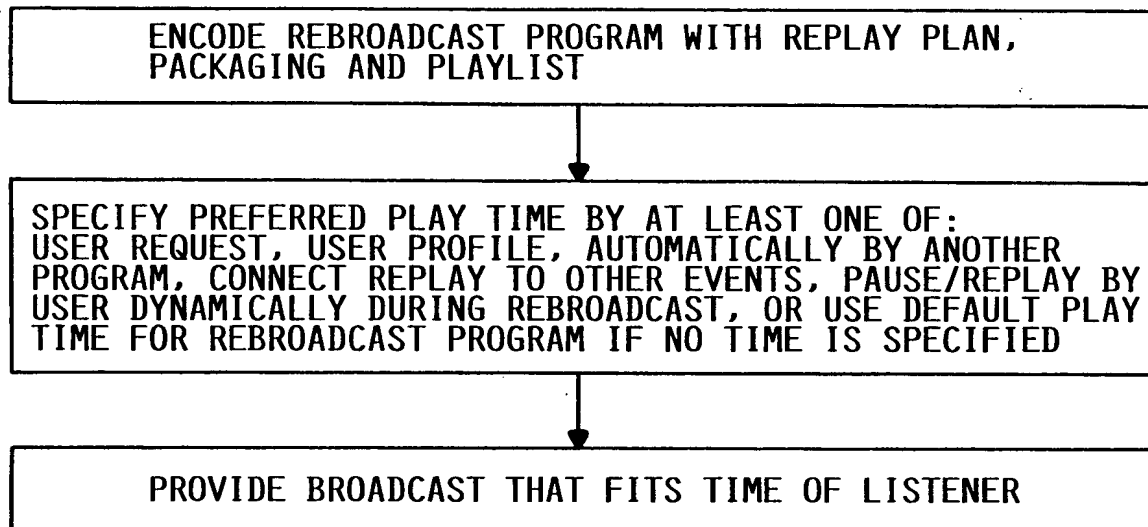 ENCODE REBROADCAST PROGRAM WITH REPLAY PLAN,
PACKAGING AND PLAYLIST
SPECIFY PREFERRED PLAY TIME BY AT LEAST ONE OF:
USER REQUEST, USER PROFILE, AUTOMATICALLY BY ANOTHER
PROGRAM, CONNECT REPLAY TO OTHER EVENTS, PAUSE/REPLAY BY
USER DYNAMICALLY DURING REBROADCAST, OR USE DEFAULT PLAY
TIME FOR REBROADCAST PROGRAM IF NO TIME IS SPECIFIED
PROVIDE BROADCAST THAT FITS TIME OF LISTENER